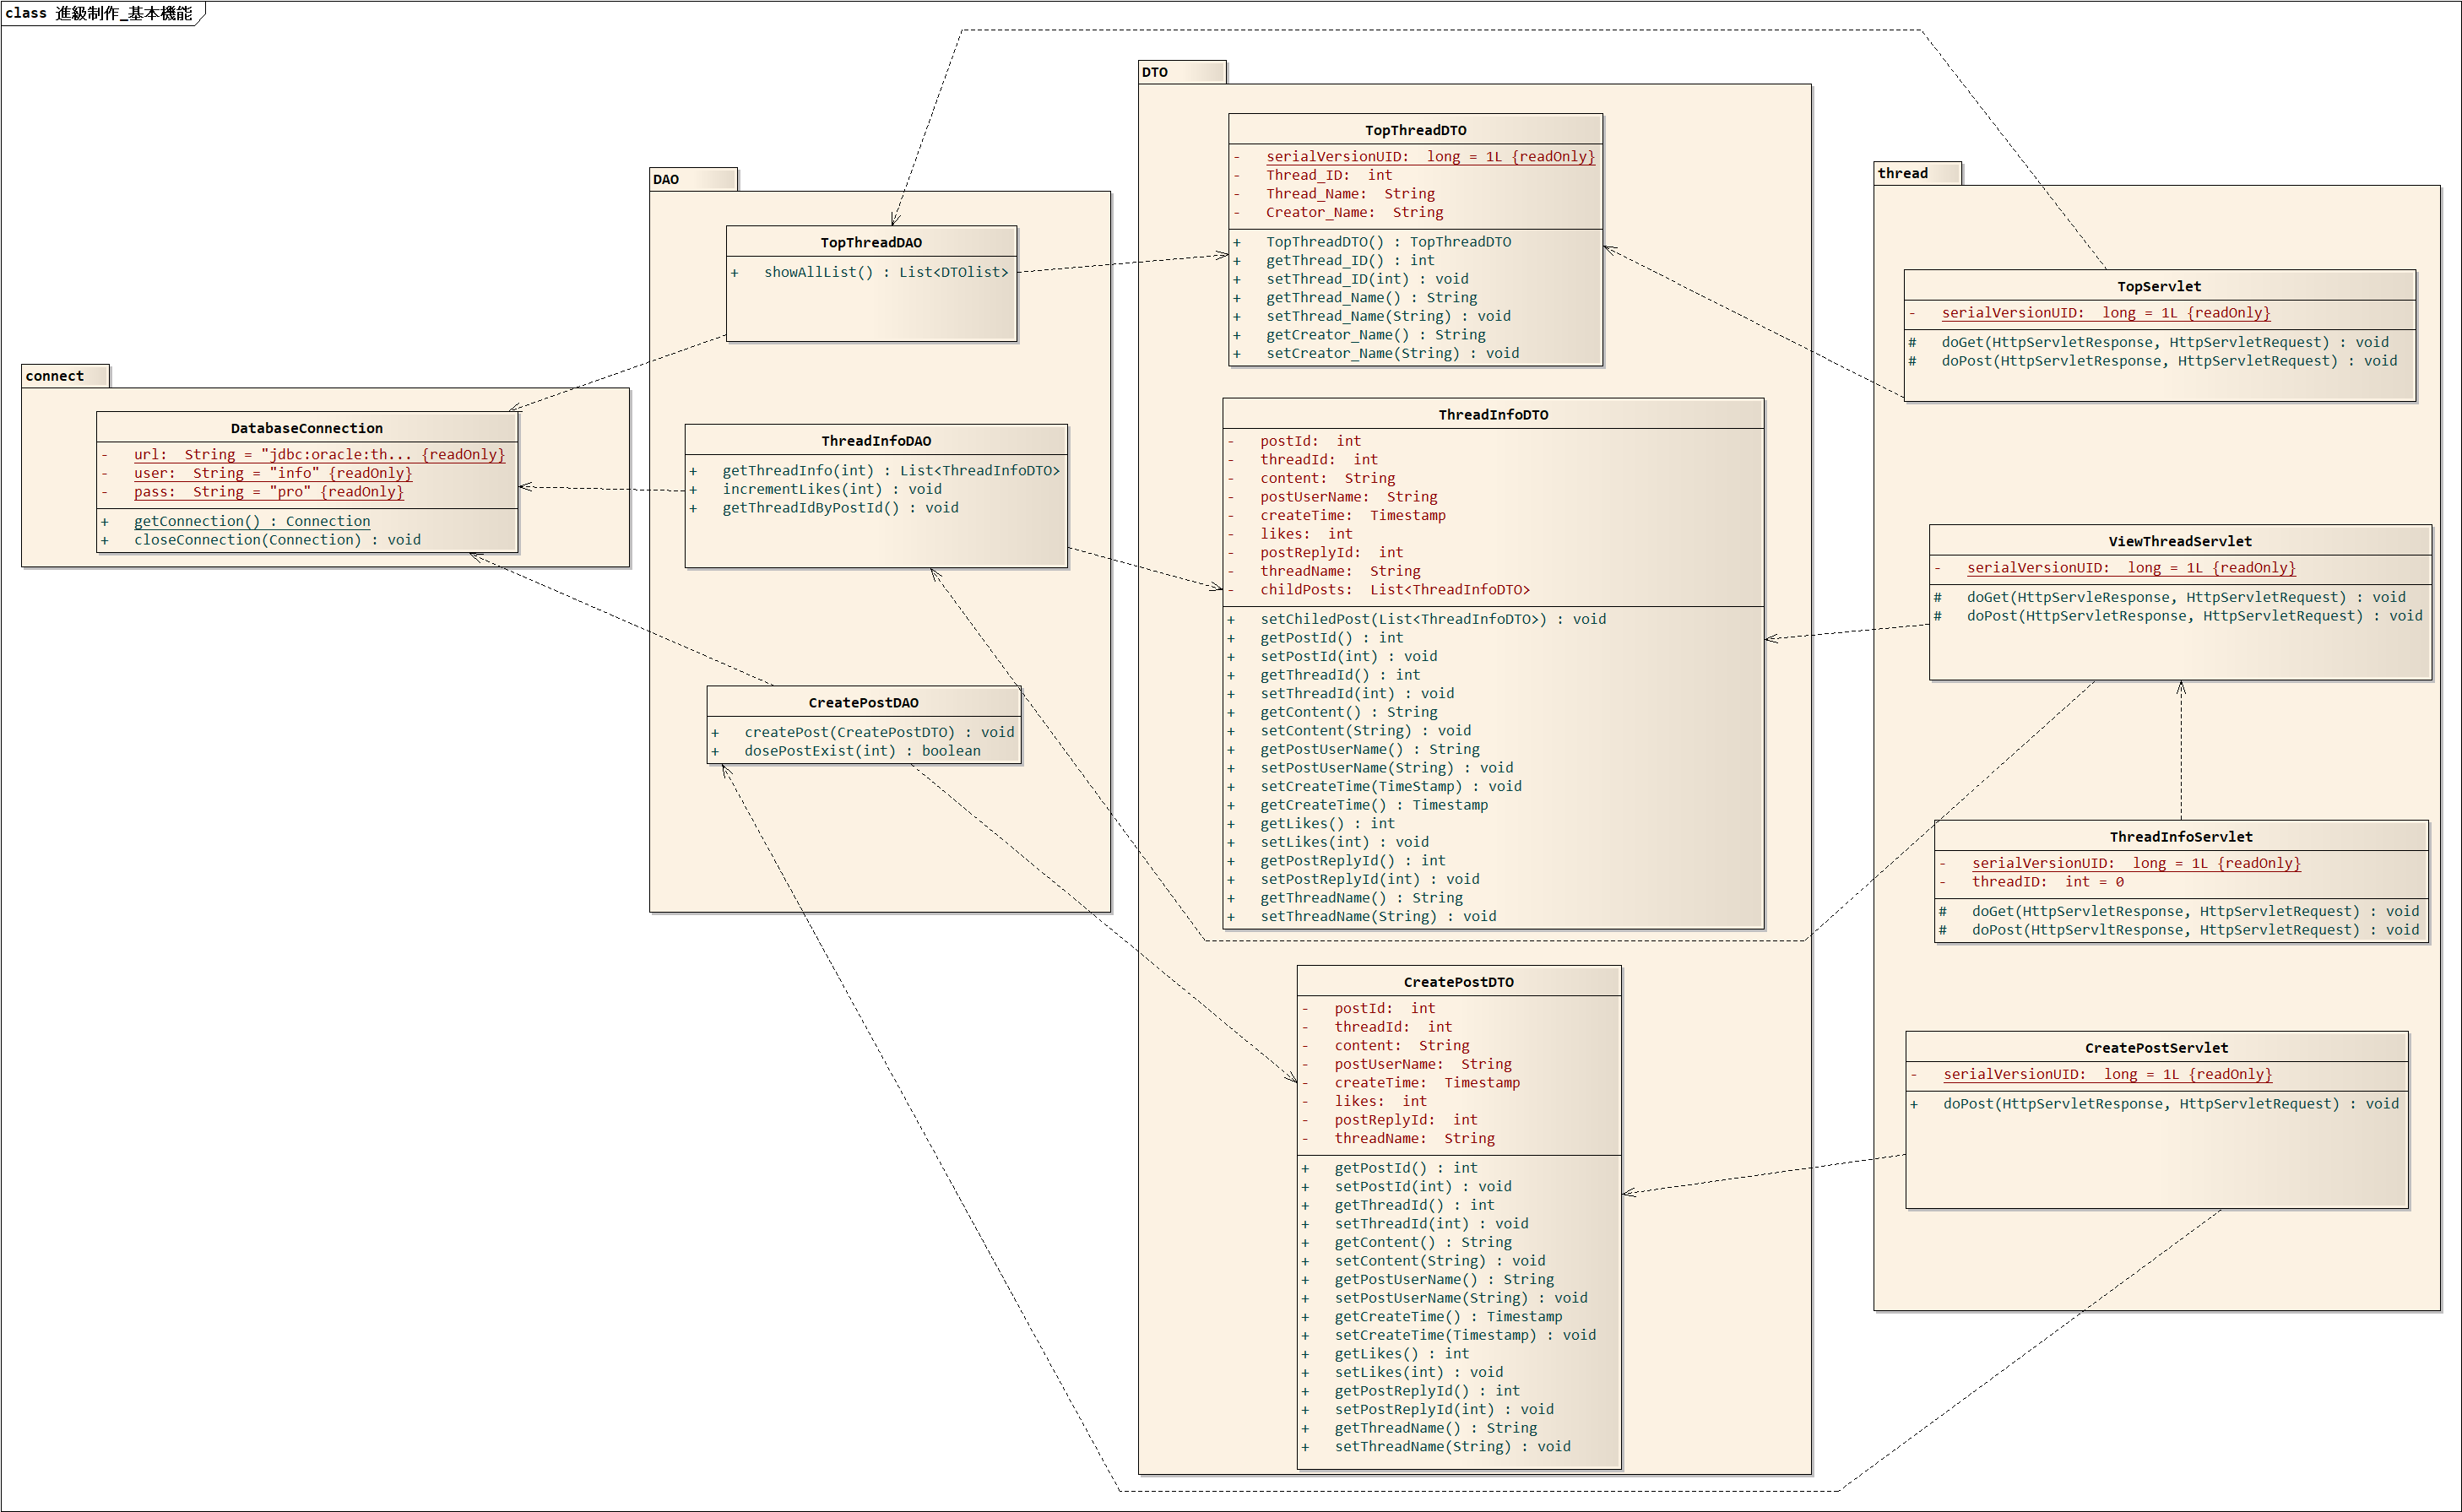 class 進級制作_基本機能
connect
DatabaseConnection
- url: String = "jdbc:oracle:th... {readOnly}
- user: String = "info" {readOnly}
- pass: String = "pro" {readOnly}
+ getConnection() : Connection
+ closeConnection(Connection) : void
DAO
TopThreadDAO
+ showAllList() : List<DTOlist>
ThreadInfoDAO
+ getThreadInfo(int) : List<ThreadInfoDTO>
+ incrementLikes(int) : void
+ getThreadIdByPostId() : void
CreatePostDAO
+ createPost(CreatePostDTO) : void
+ dosePostExist(int) : boolean
DTO
TopThreadDTO
- serialVersionUID: long = 1L {readOnly}
- Thread_ID: int
- Thread_Name: String
- Creator_Name: String
+ TopThreadDTO() : TopThreadDTO
+ getThread_ID() : int
+ setThread_ID(int) : void
+ getThread_Name() : String
+ setThread_Name(String) : void
+ getCreator_Name() : String
+ setCreator_Name(String) : void
ThreadInfoDTO
- postId: int
- threadId: int
- content: String
- postUserName: String
- createTime: Timestamp
- likes: int
- postReplyId: int
- threadName: String
- childPosts: List<ThreadInfoDTO>
+ setChiledPost(List<ThreadInfoDTO>) : void
+ getPostId() : int
+ setPostId(int) : void
+ getThreadId() : int
+ setThreadId(int) : void
+ getContent() : String
+ setContent(String) : void
+ getPostUserName() : String
+ setPostUserName(String) : void
+ setCreateTime(TimeStamp) : void
+ getCreateTime() : Timestamp
+ getLikes() : int
+ setLikes(int) : void
+ getPostReplyId() : int
+ setPostReplyId(int) : void
+ getThreadName() : String
+ setThreadName(String) : void
CreatePostDTO
- postId: int
- threadId: int
- content: String
- postUserName: String
- createTime: Timestamp
- likes: int
- postReplyId: int
- threadName: String
+ getPostId() : int
+ setPostId(int) : void
+ getThreadId() : int
+ setThreadId(int) : void
+ getContent() : String
+ setContent(String) : void
+ getPostUserName() : String
+ setPostUserName(String) : void
+ getCreateTime() : Timestamp
+ setCreateTime(Timestamp) : void
+ getLikes() : int
+ setLikes(int) : void
+ getPostReplyId() : int
+ setPostReplyId(int) : void
+ getThreadName() : String
+ setThreadName(String) : void
thread
TopServlet
- serialVersionUID: long = 1L {readOnly}
# doGet(HttpServletResponse, HttpServletRequest) : void
# doPost(HttpServletResponse, HttpServletRequest) : void
ViewThreadServlet
- serialVersionUID: long = 1L {readOnly}
# doGet(HttpServleResponse, HttpServletRequest) : void
# doPost(HttpServletResponse, HttpServletRequest) : void
ThreadInfoServlet
- serialVersionUID: long = 1L {readOnly}
- threadID: int = 0
# doGet(HttpServletResponse, HttpServletRequest) : void
# doPost(HttpServltResponse, HttpServletRequest) : void
CreatePostServlet
- serialVersionUID: long = 1L {readOnly}
+ doPost(HttpServletResponse, HttpServletRequest) : void